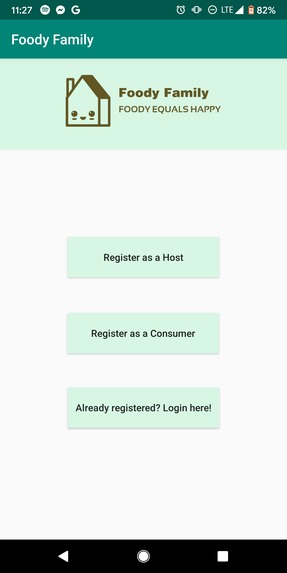 11:27
LTE
82%
Foody Family
Foody Family
FOODY EQUALS HAPPY
Register as a Host
Register as a Consumer
Already registered? Login here!